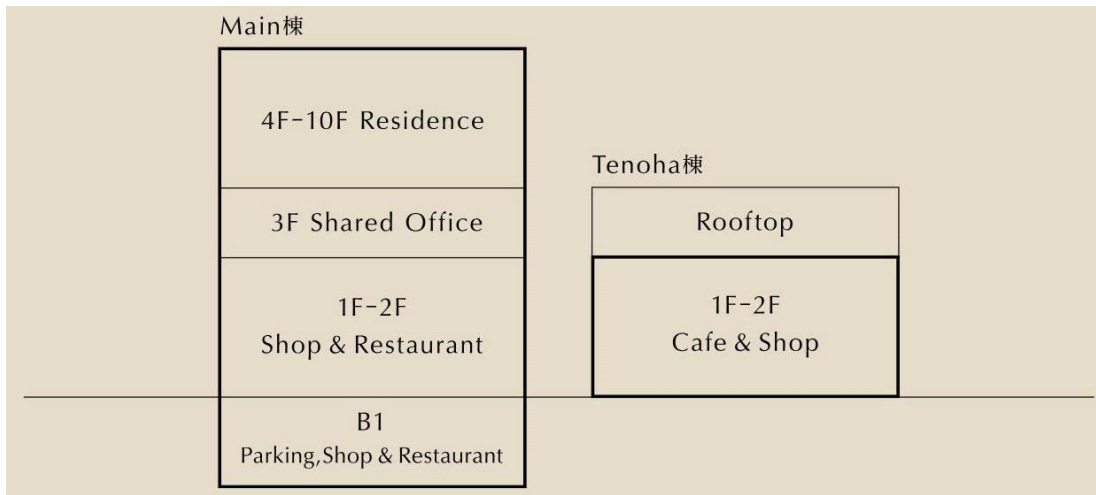 Main棟
4F-10F Residence
3F Shared Office
1F-2F
Shop & Restaurant
B1
Parking,Shop & Restaurant
Tenoha棟
Rooftop
1F-2F
Cafe & Shop